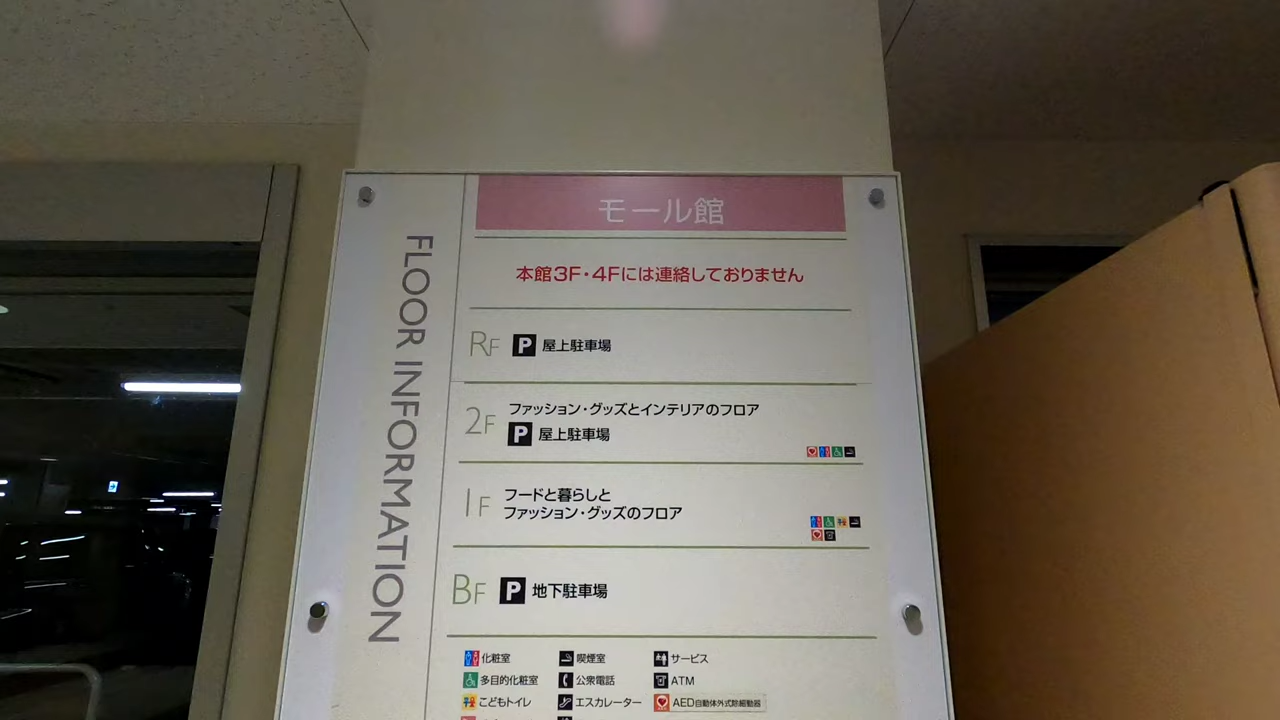 モール館
FLOOR INFORMATION
本館3F・4Fには連絡しておりません
RF P 屋上駐車場
2F ファッション・グッズとインテリアのフロア
P 屋上駐車場
1F フードと暮らしと
ファッション・グッズのフロア
BF P 地下駐車場
化粧室 喫煙室 サービス
多目的化粧室 公衆電話 ATM
こどもトイレ エスカレーター AED自動体外式除細動器